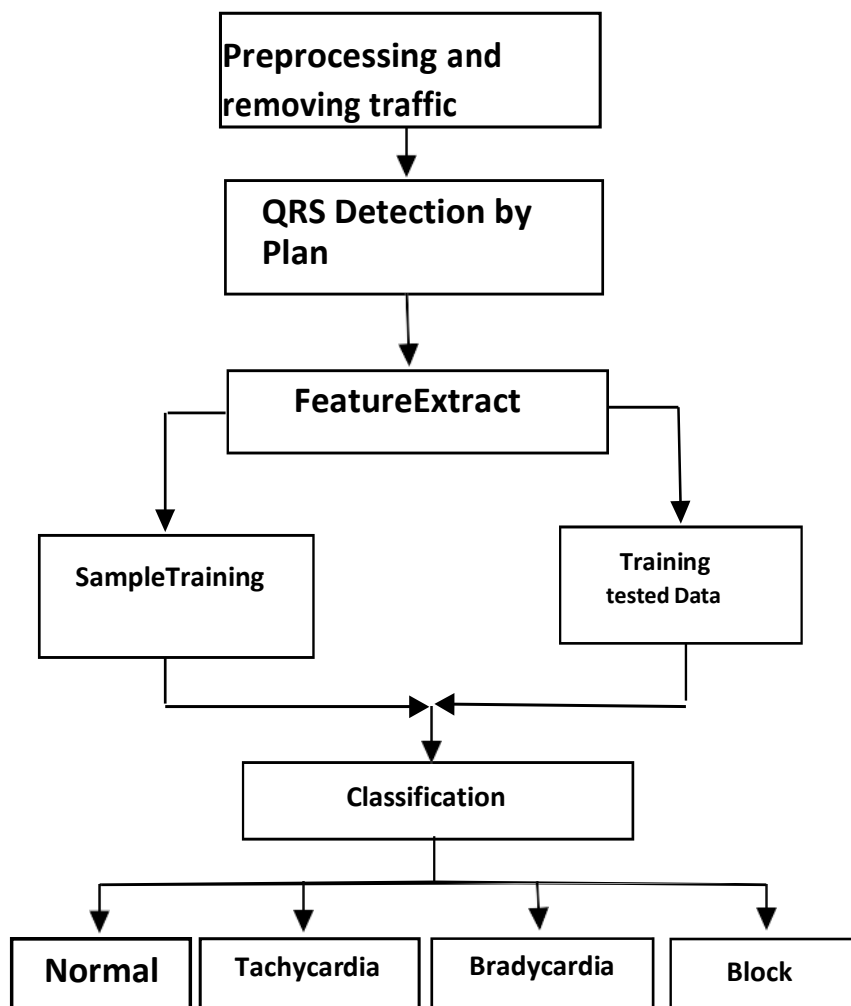 Preprocessing and
removing traffic
QRS Detection by
Plan
FeatureExtract
SampleTraining
Training
tested Data
Classification
Normal
Tachycardia
Bradycardia
Block